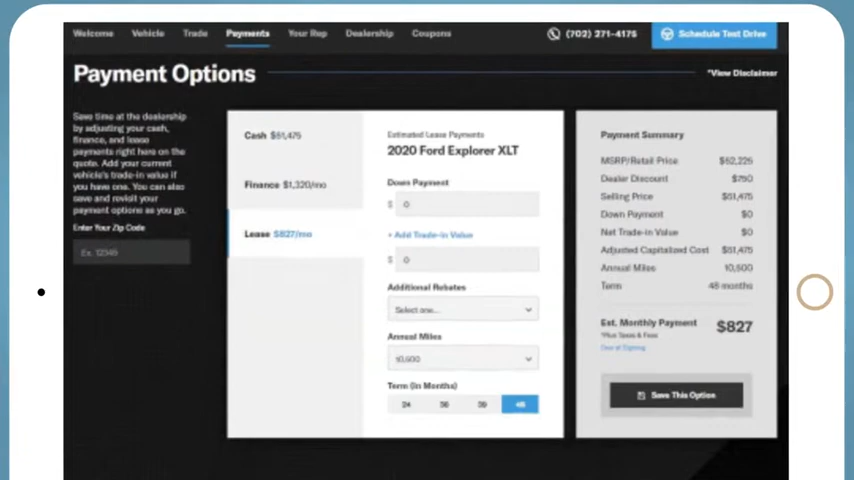 Welcome Vehicle Trade Payments Your Rep Dealership Coupons (702) 271-4175 Schedule Test Drive
Payment Options
*View Disclaimer
Save time at the dealership
by adjusting your cash,
finance, and lease
payments right here on the
quote. Add your current
vehicle's trade-in value if
you have one. You can also
save and revisit your
payment options as you go.
Enter Your Zip Code
Ex. 12345
Cash $51,475
Finance $1,320/mo
Lease $827/mo
Estimated Lease Payments
2020 Ford Explorer XLT
Down Payment
$ 0
+ Add Trade-in Value
$ 0
Additional Rebates
Select one...
Annual Miles
10,500
Term (In Months)
24 36 39 48
Payment Summary
MSRP/Retail Price $52,225
Dealer Discount $750
Selling Price $51,475
Down Payment $0
Net Trade-in Value $0
Adjusted Capitalized Cost $51,475
Annual Miles 10,500
Term 48 months
Est. Monthly Payment $827
*Plus Taxes & Fees
Due at Signing
Save This Option